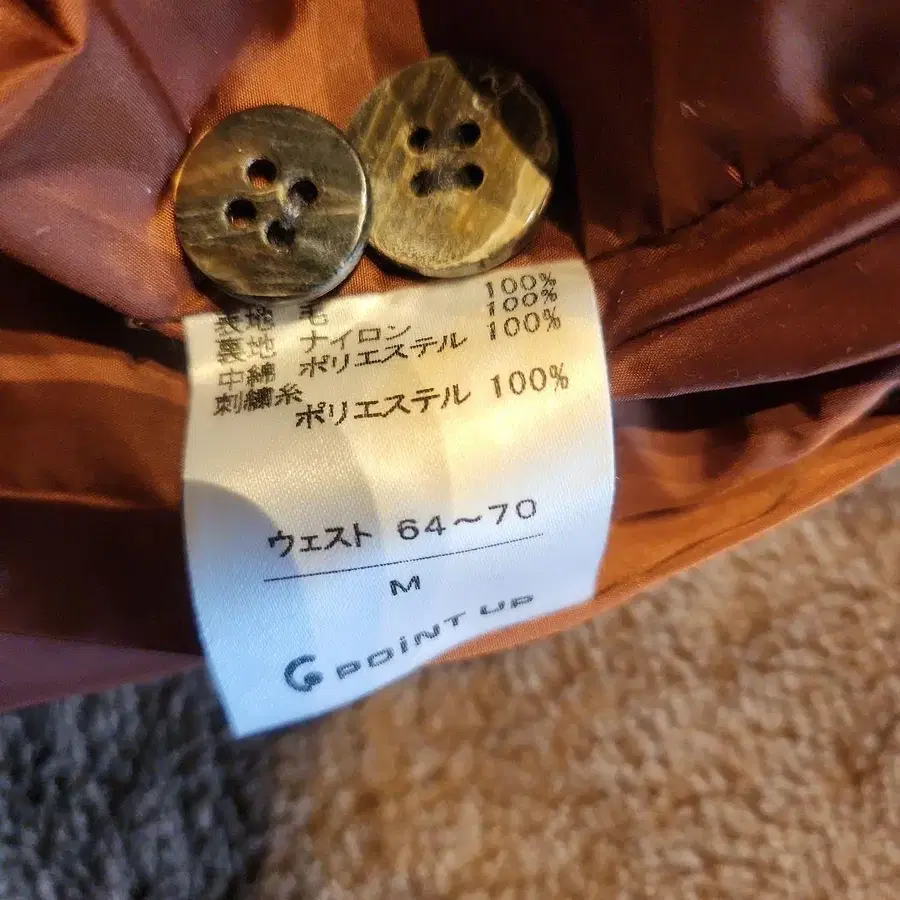 表地 毛 100%
裏地 ナイロン 100%
中綿 ポリエステル 100%
刺繍糸
ポリエステル 100%
ウェスト 64～70
M
POINT UP